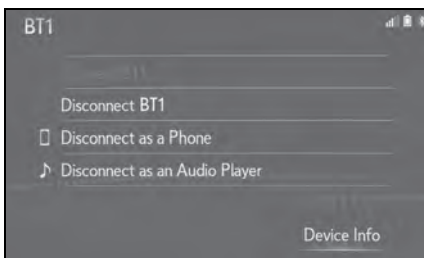 BT1
Disconnect BT1
Disconnect as a Phone
Disconnect as an Audio Player
Device Info